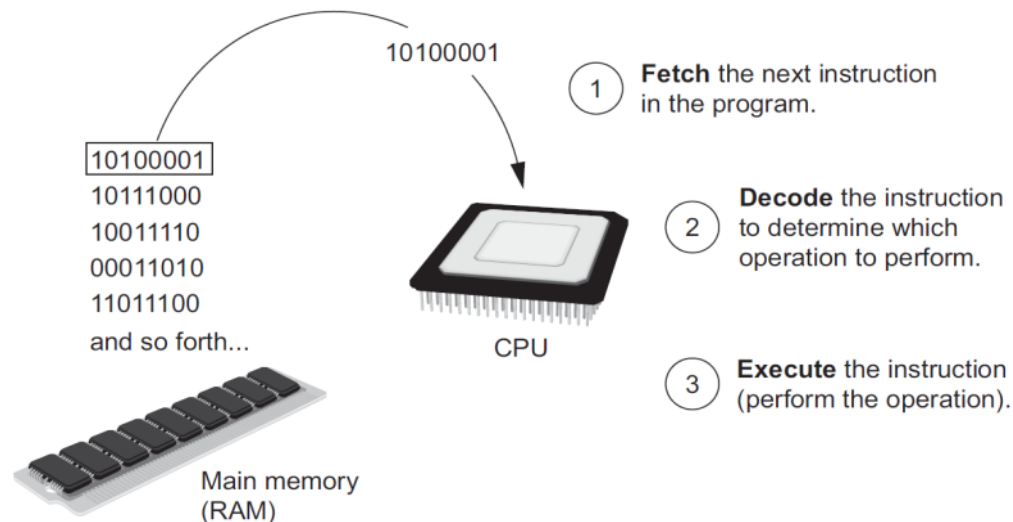 10100001
1
Fetch the next instruction
in the program.
10100001
10111000
10011110
00011010
11011100
and so forth...
2
Decode the instruction
to determine which
operation to perform.
CPU
3
Execute the instruction
(perform the operation).
Main memory
(RAM)